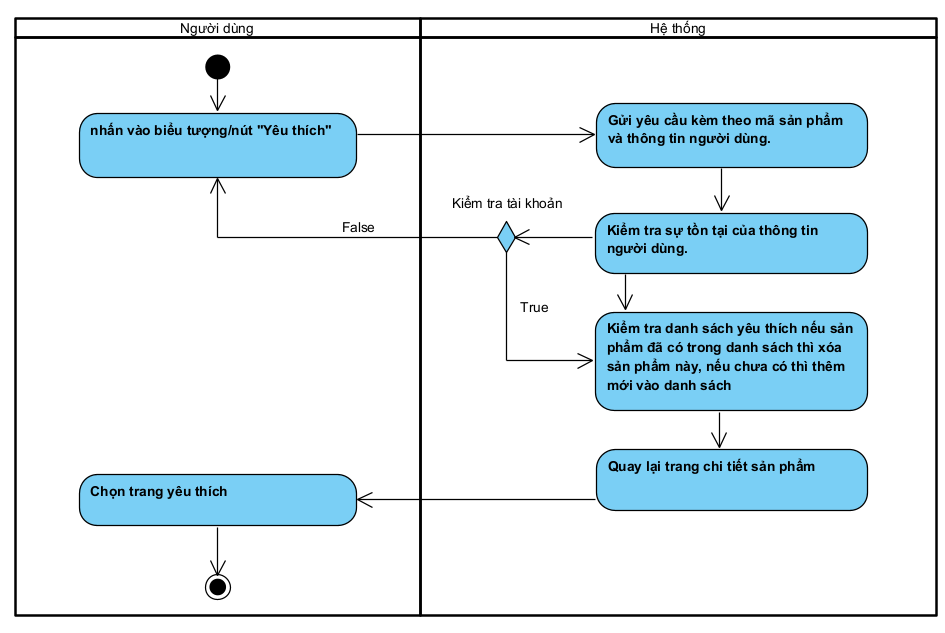 Người dùng
Hệ thống
nhấn vào biểu tượng/nút "Yêu thích"
Gửi yêu cầu kèm theo mã sản phẩm
và thông tin người dùng.
Kiểm tra tài khoản
False
Kiểm tra sự tồn tại của thông tin
người dùng.
True
Kiểm tra danh sách yêu thích nếu sản
phẩm đã có trong danh sách thì xóa
sản phẩm này, nếu chưa có thì thêm
mới vào danh sách
Quay lại trang chi tiết sản phẩm
Chọn trang yêu thích